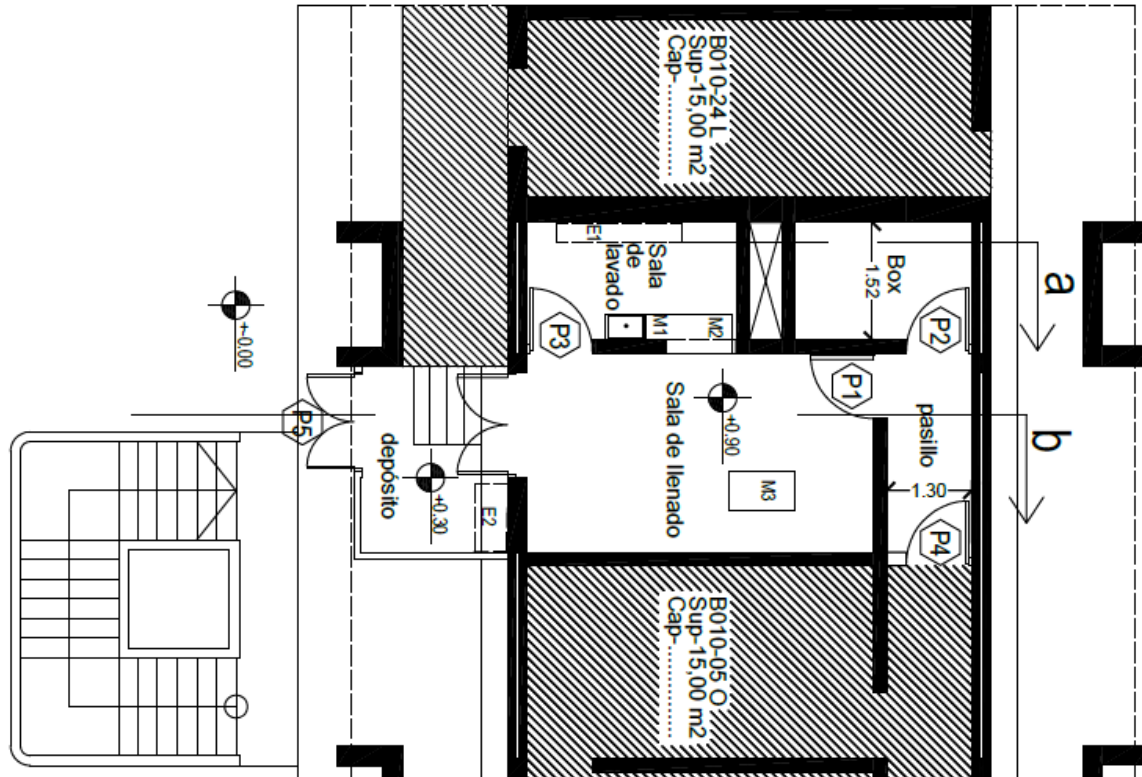 B010-24 L
Sup-15,00 m2
Cap-..............
a
E1
Sala
de
lavado
Box
1.52
M1
M2
P3
P2
+-0.00
P1
P5
Sala de llenado
+0.90
pasillo
b
depósito
+0.30
E2
M3
1.30
P4
B010-05 O
Sup-15,00 m2
Cap-..............